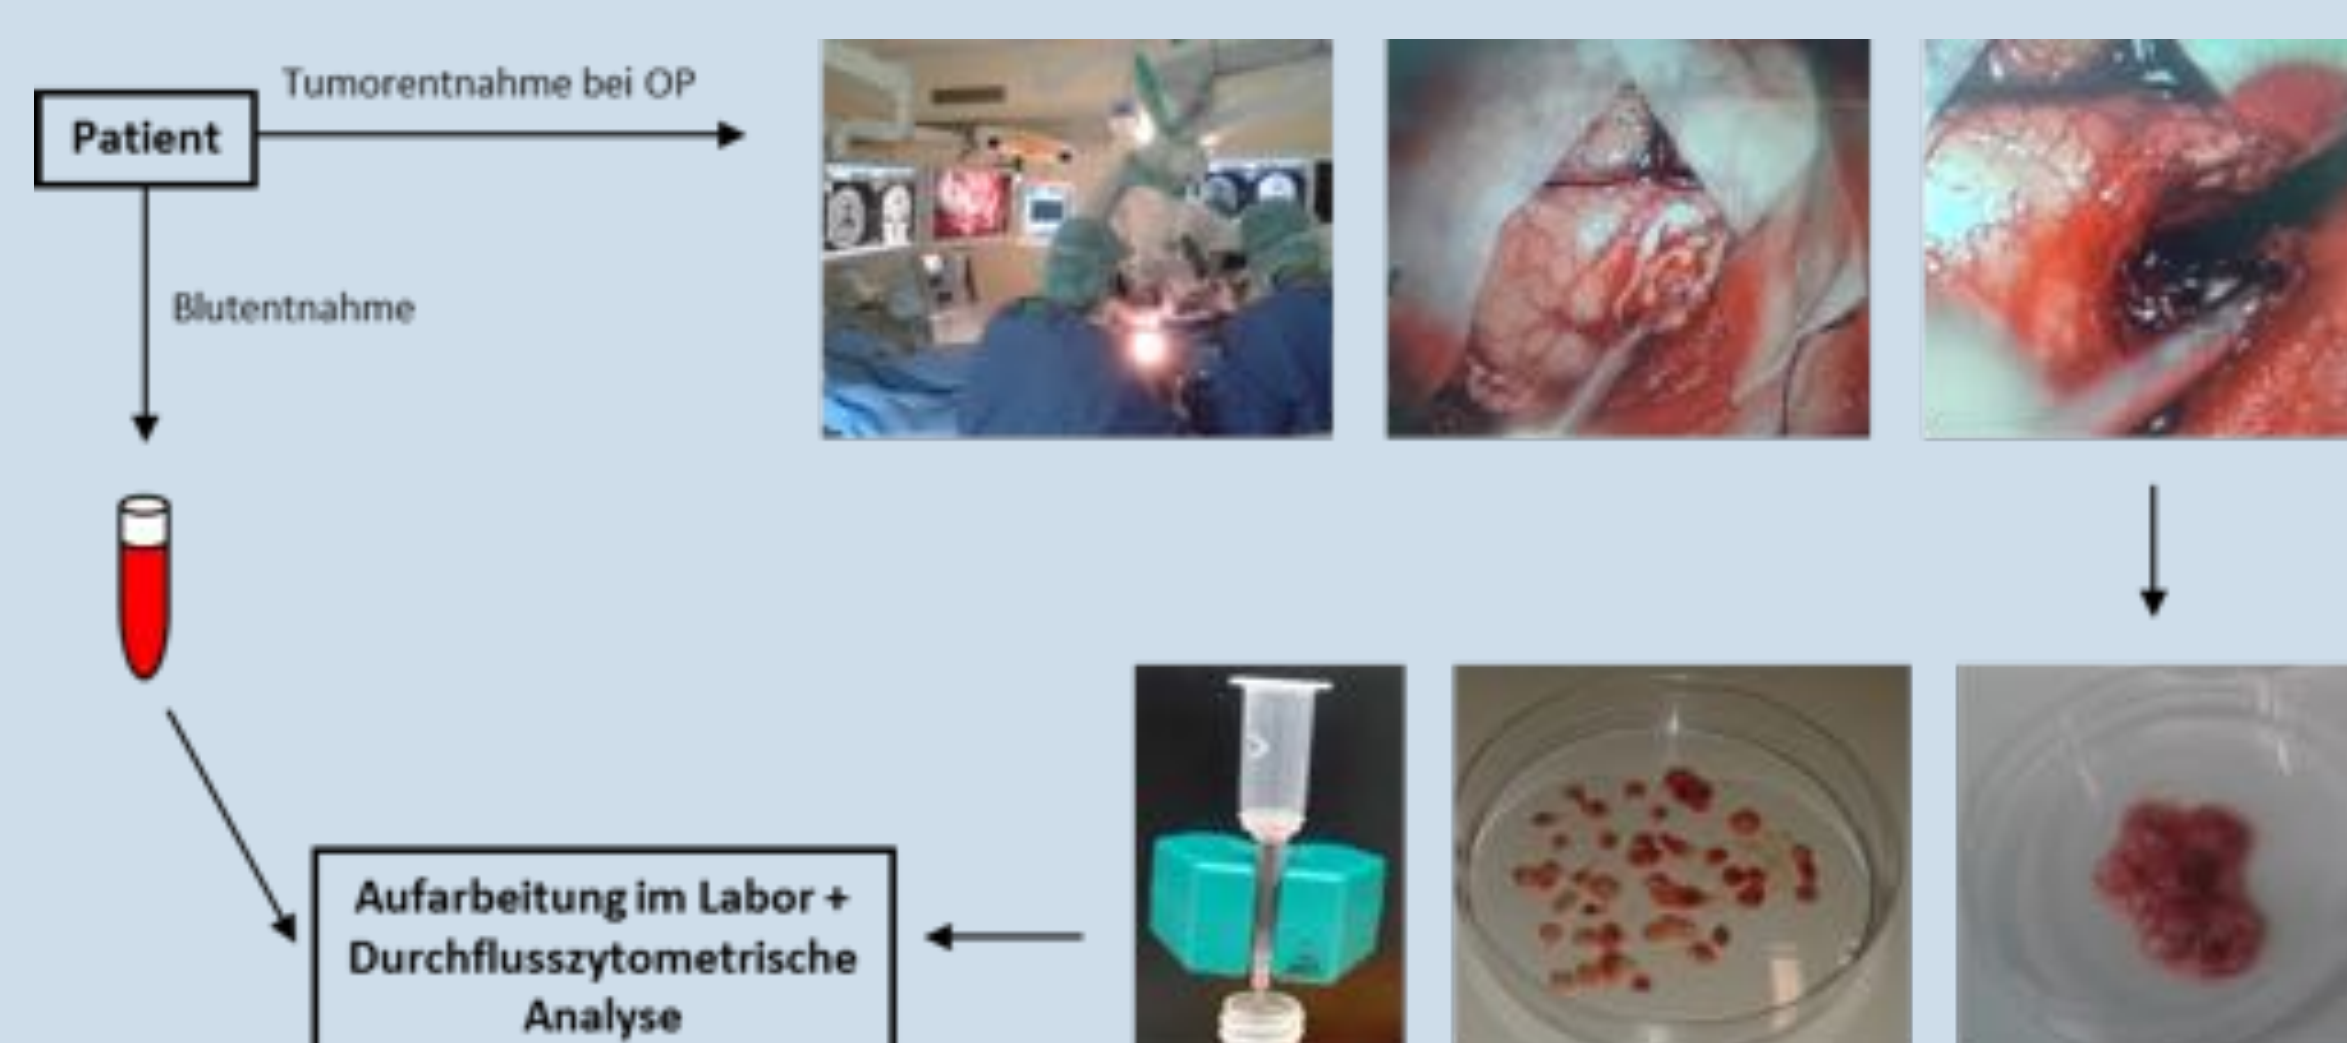 Tumorentnahme bei OP
Patient
Blutentnahme
Aufarbeitung im Labor +
Durchflusszytometrische
Analyse